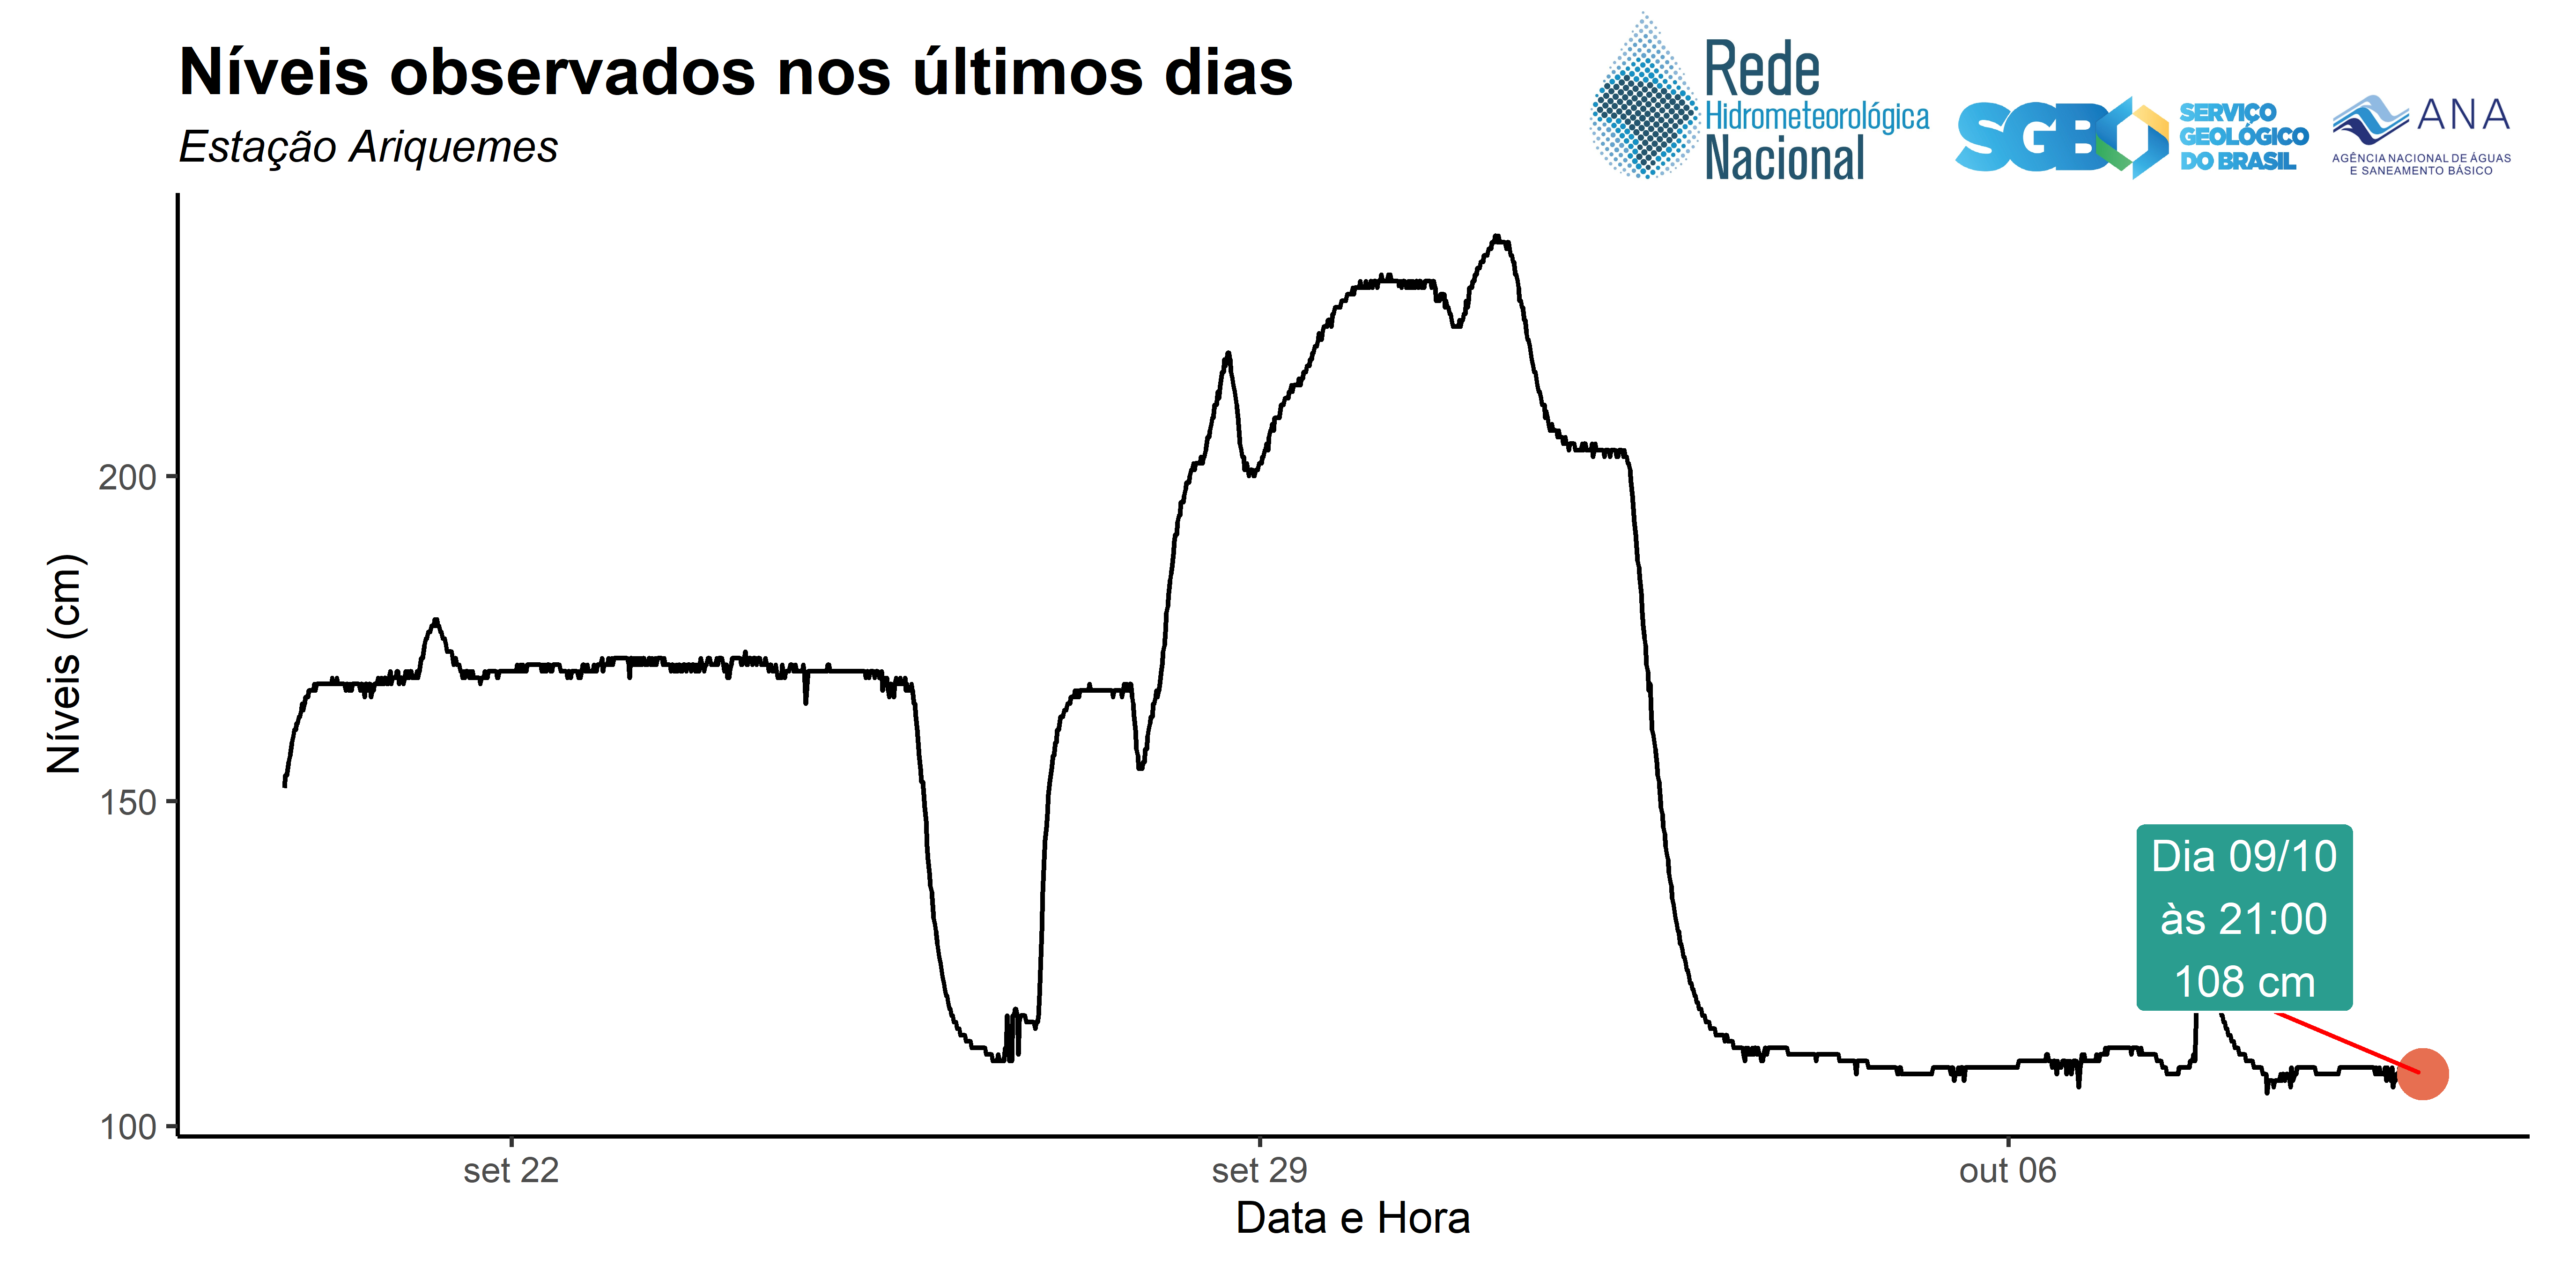 Níveis observados nos últimos dias
Estação Ariquemes
Rede
Hidrometeorológica
Nacional
SGB
SERVIÇO
GEOLÓGICO
DO BRASIL
ANA
AGÊNCIA NACIONAL DE ÁGUAS
E SANEAMENTO BÁSICO
Níveis (cm)
200
150
100
Dia 09/10
às 21:00
108 cm
set 22
set 29
out 06
Data e Hora